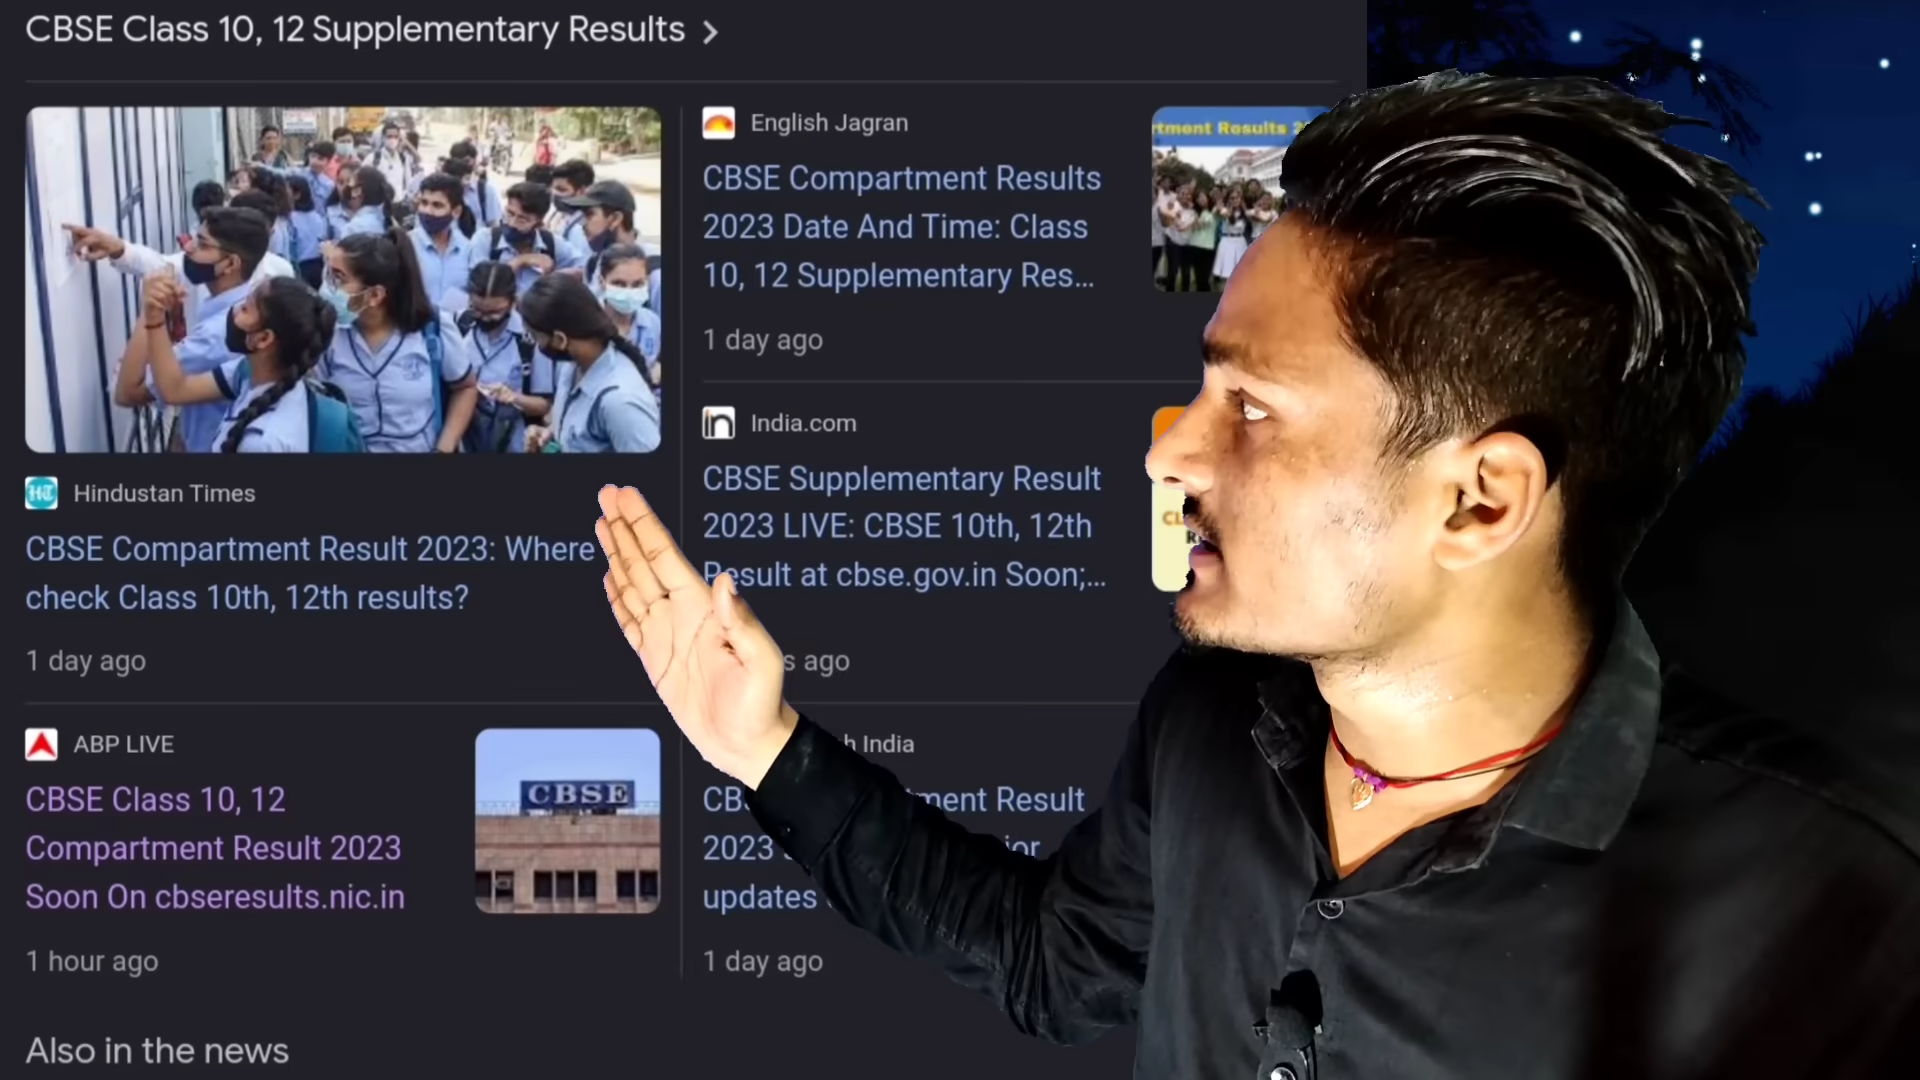 CBSE Class 10, 12 Supplementary Results
Hindustan Times
CBSE Compartment Result 2023: Where
check Class 10th, 12th results?
1 day ago
ABP LIVE
CBSE Class 10, 12
Compartment Result 2023
Soon On cbseresults.nic.in
1 hour ago
CBSE
English Jagran
CBSE Compartment Results
2023 Date And Time: Class
10, 12 Supplementary Res...
1 day ago
Results
India.com
CBSE Supplementary Result
2023 LIVE: CBSE 10th, 12th
Result at cbse.gov.in Soon;...
ago
India
Result
2023
updates
1 day ago
Also in the news